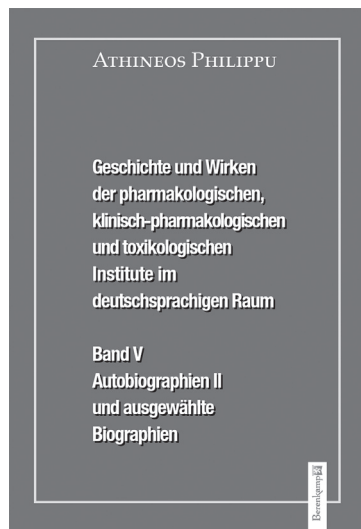 ATHINEOS PHILIPPU
Geschichte und Wirken
der pharmakologischen,
klinisch-pharmakologischen
und toxikologischen
Institute im
deutschsprachigen Raum
Band V
Autobiographien II
und ausgewählte
Biographien
Berenkamp